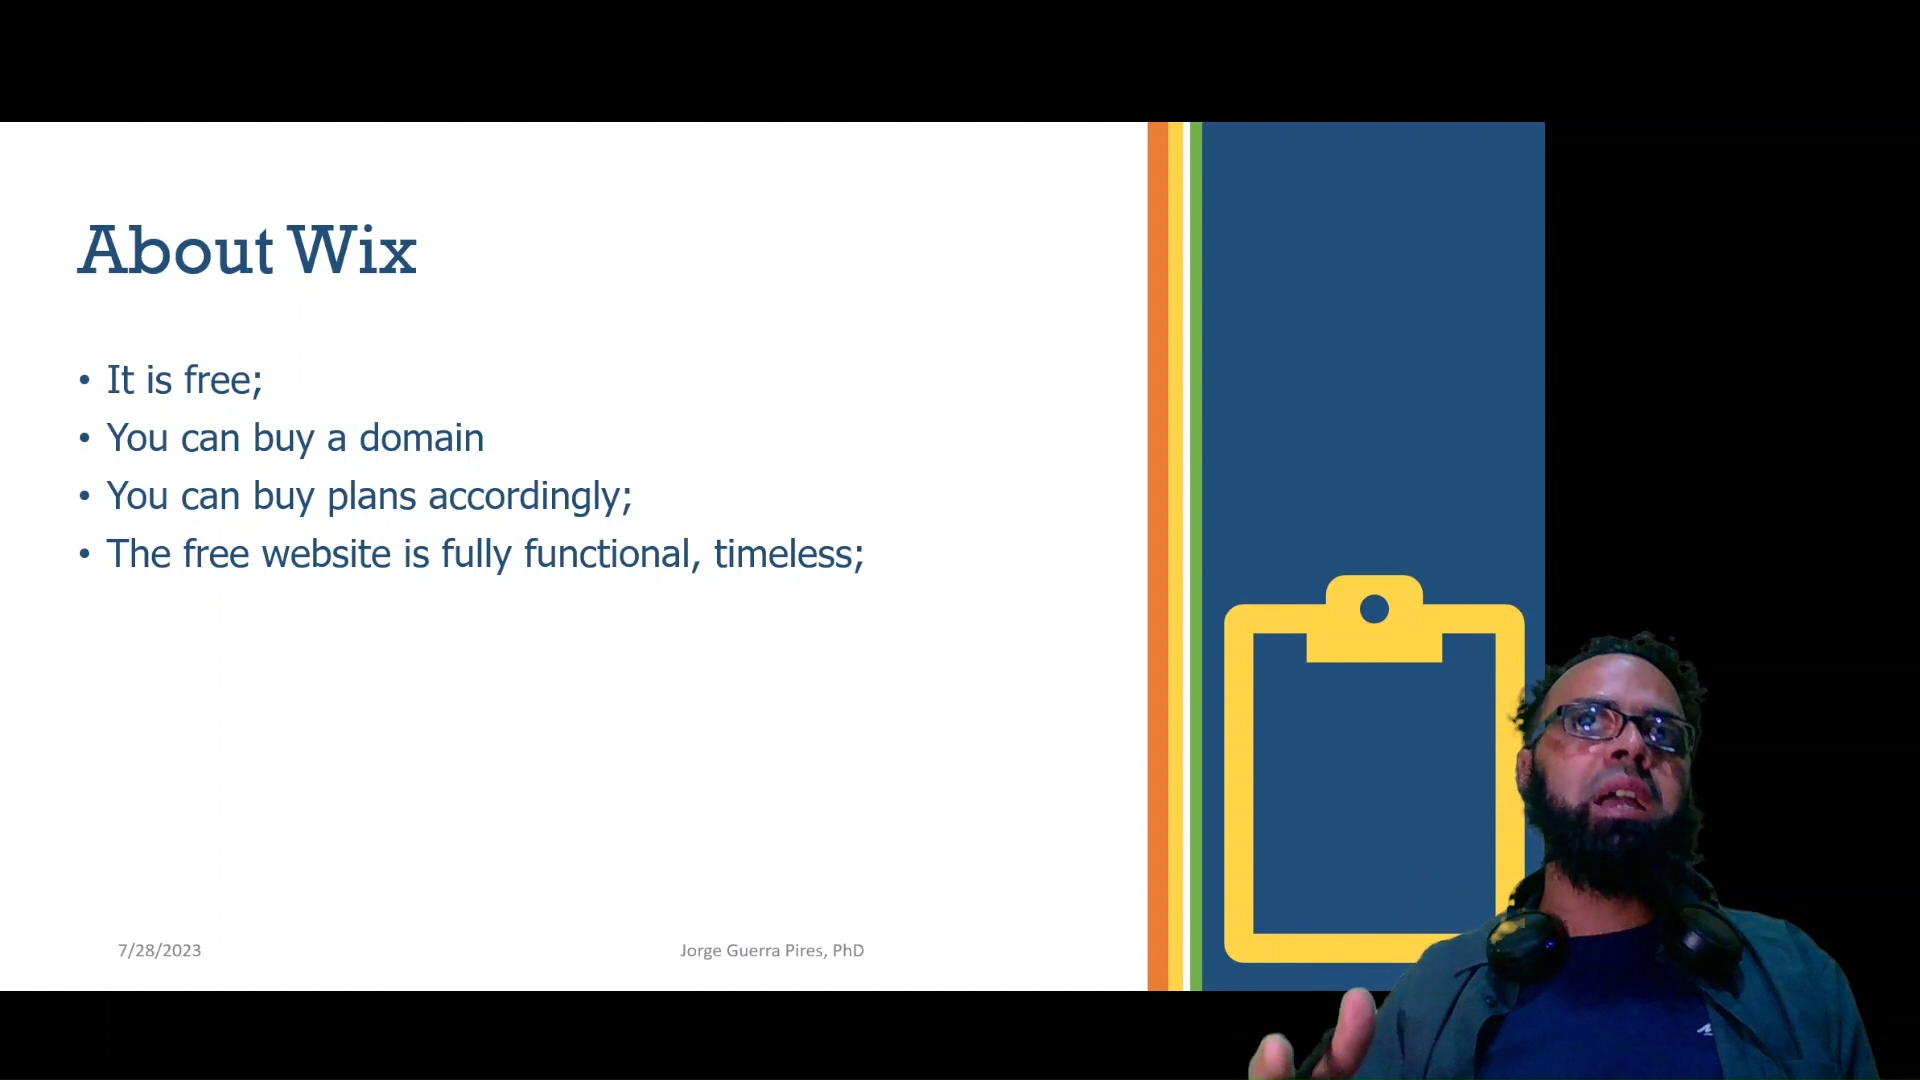 About Wix
• It is free;
• You can buy a domain
• You can buy plans accordingly;
• The free website is fully functional, timeless;
7/28/2023
Jorge Guerra Pires, PhD